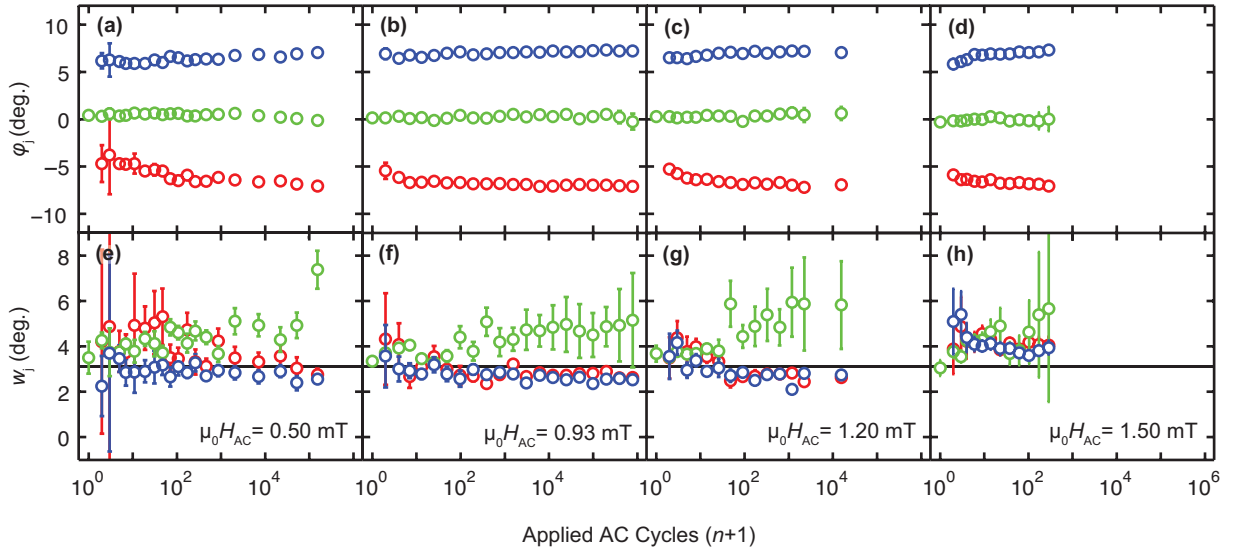 (a) (b) (c) (d)
10
5
0
−5
−10
φj (deg.)
(e) (f) (g) (h)
8
6
4
2
0
wj (deg.)
μ0HAC= 0.50 mT μ0HAC= 0.93 mT μ0HAC= 1.20 mT μ0HAC= 1.50 mT
10^0 10^2 10^4 10^0 10^2 10^4 10^0 10^2 10^4 10^0 10^2 10^4 10^6
Applied AC Cycles (n+1)